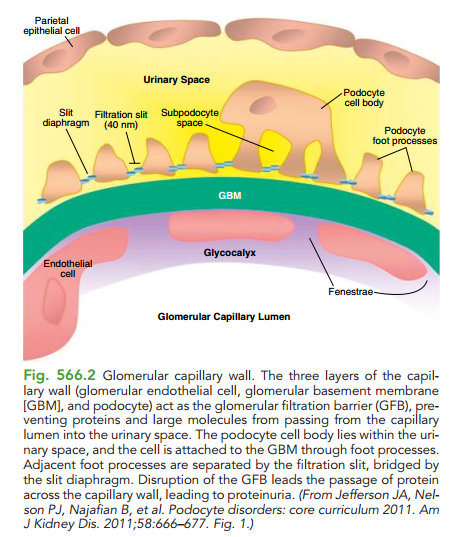 Parietal
epithelial cell
Urinary Space
Podocyte
cell body
Slit
diaphragm
Filtration slit
(40 nm)
Subpodocyte
space
Podocyte
foot processes
GBM
Endothelial
cell
Glycocalyx
Fenestrae
Glomerular Capillary Lumen
Fig. 566.2 Glomerular capillary wall. The three layers of the capil-
lary wall (glomerular endothelial cell, glomerular basement membrane
[GBM], and podocyte) act as the glomerular filtration barrier (GFB), pre-
venting proteins and large molecules from passing from the capillary
lumen into the urinary space. The podocyte cell body lies within the uri-
nary space, and the cell is attached to the GBM through foot processes.
Adjacent foot processes are separated by the filtration slit, bridged by
the slit diaphragm. Disruption of the GFB leads the passage of protein
across the capillary wall, leading to proteinuria. (From Jefferson JA, Nel-
son PJ, Najafian B, et al. Podocyte disorders: core curriculum 2011. Am
J Kidney Dis. 2011;58:666–677. Fig. 1.)